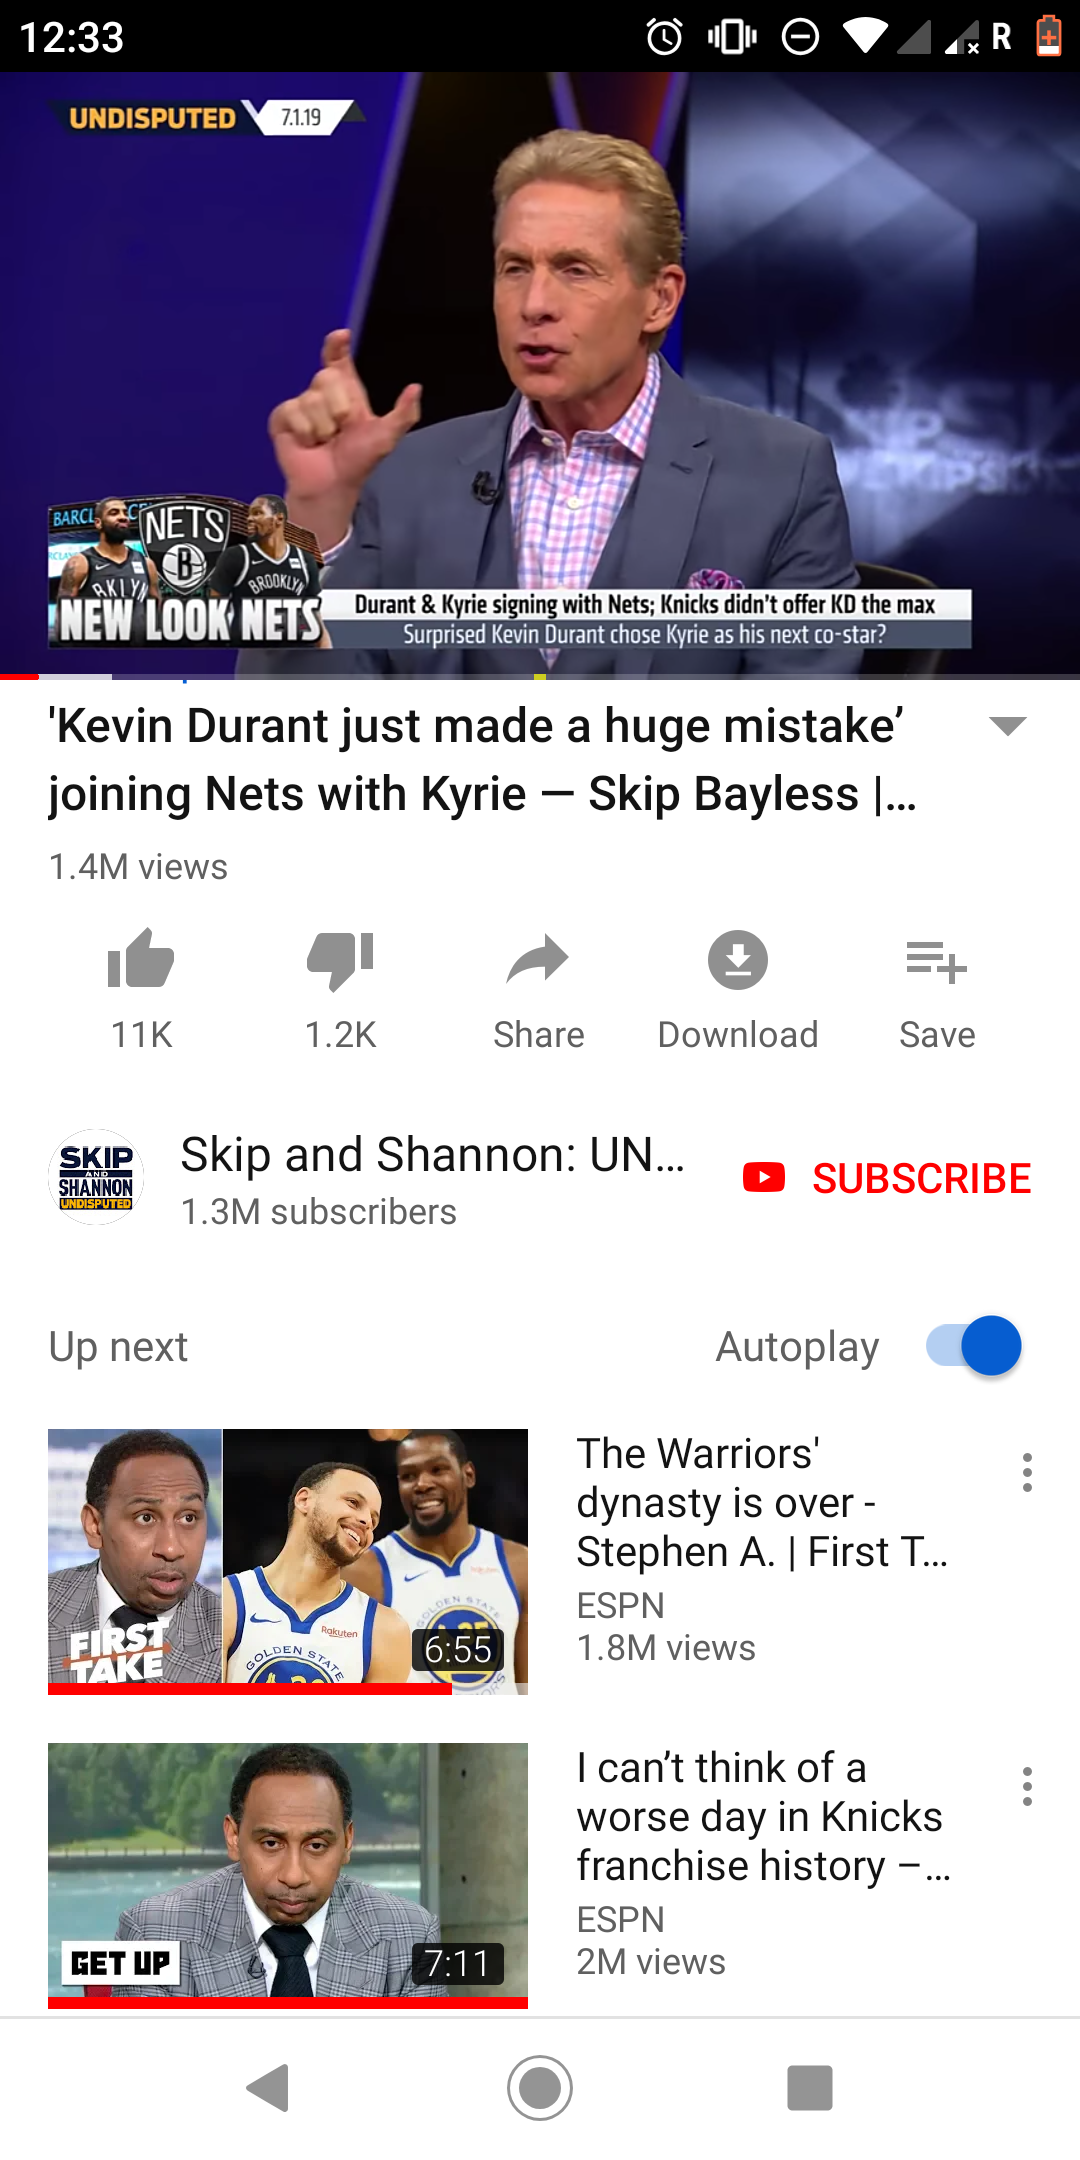 12:33
R
UNDISPUTED 7.1.19
NETS
B
BKLYN
BROOKLYN
NEW LOOK NETS
Durant & Kyrie signing with Nets; Knicks didn't offer KD the max
Surprised Kevin Durant chose Kyrie as his next co-star?
'Kevin Durant just made a huge mistake’
joining Nets with Kyrie — Skip Bayless |...
1.4M views
11K
1.2K
Share
Download
Save
SKIP
AND
SHANNON
UNDISPUTED
Skip and Shannon: UN...
1.3M subscribers
SUBSCRIBE
Up next
Autoplay
FIRST
TAKE
Rakuten
GOLDEN STATE
GOLDEN STATE
6:55
The Warriors'
dynasty is over -
Stephen A. | First T...
ESPN
1.8M views
GET UP
7:11
I can’t think of a
worse day in Knicks
franchise history –...
ESPN
2M views